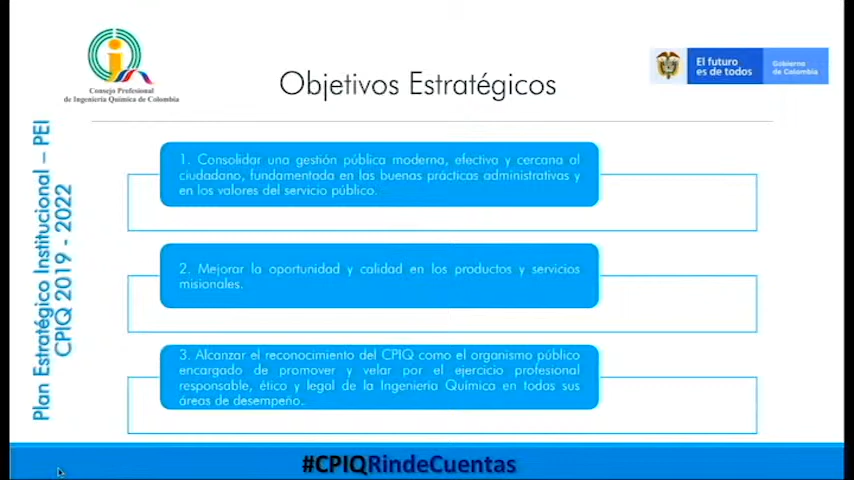 Consejo Profesional
de Ingeniería Química de Colombia
Objetivos Estratégicos
El futuro
es de todos
Gobierno
de Colombia
Plan Estratégico Institucional – PEI
CPIQ 2019 - 2022
1. Consolidar una gestión pública moderna, efectiva y cercana al
ciudadano, fundamentada en las buenas prácticas administrativas y
en los valores del servicio público.
2. Mejorar la oportunidad y calidad en los productos y servicios
misionales.
3. Alcanzar el reconocimiento del CPIQ como el organismo público
encargado de promover y velar por el ejercicio profesional
responsable, ético y legal de la Ingeniería Química en todas sus
áreas de desempeño.
#CPIQRindeCuentas